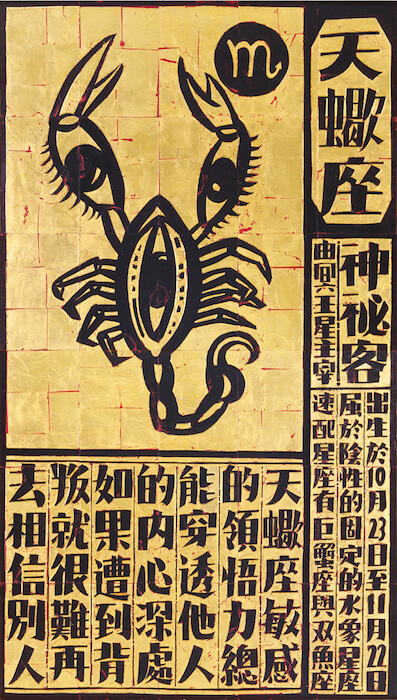 天蠍座
神祕客
由冥王星主宰
出生於10月23日至11月22日
属於陰性的固定的水象星座
速配星座有巨蟹座與双魚座
天蠍座敏感
的領悟力總
能穿透他人
的內心深處
如果遭到背
叛就很難再
去相信別人